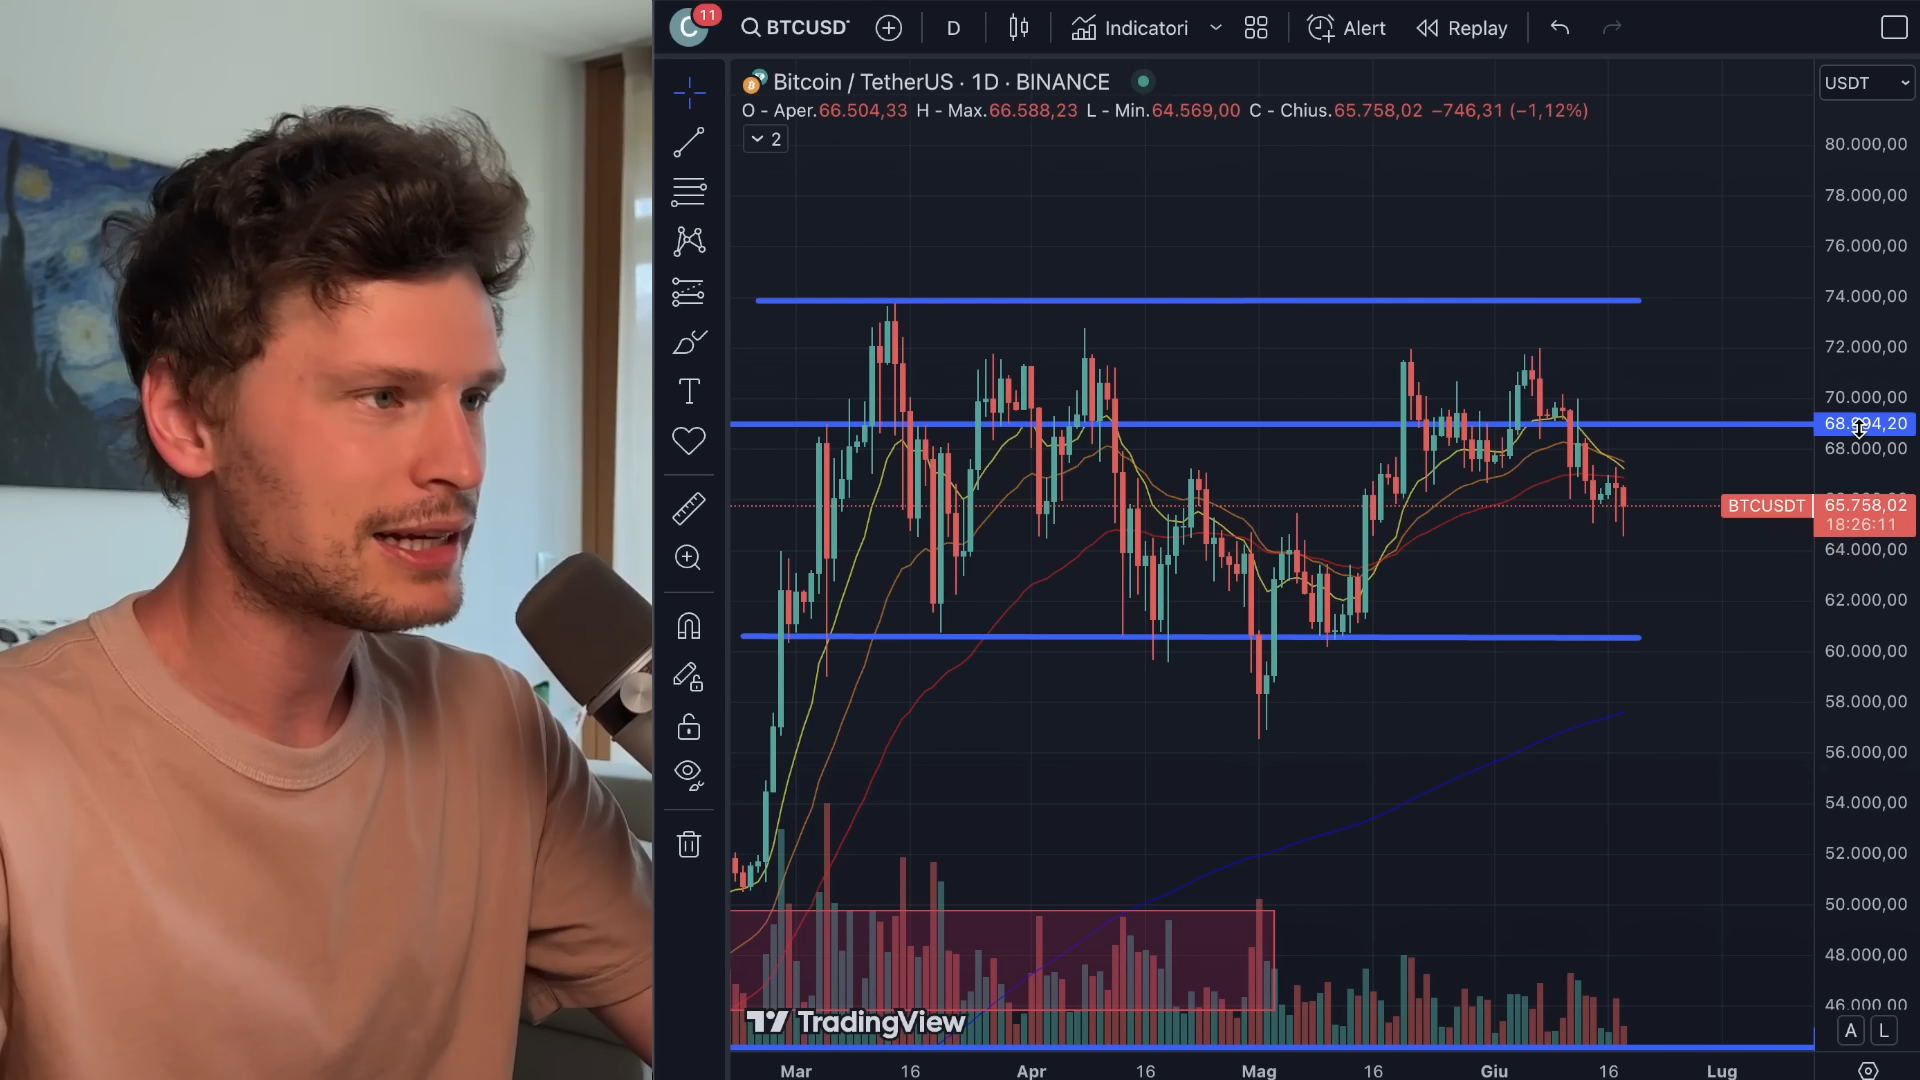 C
11
BTCUSD
D
Indicatori
Alert
Replay
Bitcoin / TetherUS · 1D · BINANCE
O - Aper.66.504,33 H - Max.66.588,23 L - Min.64.569,00 C - Chius.65.758,02 −746,31 (−1,12%)
2
T
USDT
80.000,00
78.000,00
76.000,00
74.000,00
72.000,00
70.000,00
68.000,00
BTCUSDT
65.758,02
18:26:11
64.000,00
62.000,00
60.000,00
58.000,00
56.000,00
54.000,00
52.000,00
50.000,00
48.000,00
46.000,00
TradingView
A L
Mar 16 Apr 16 Mag 16 Giu 16 Lug